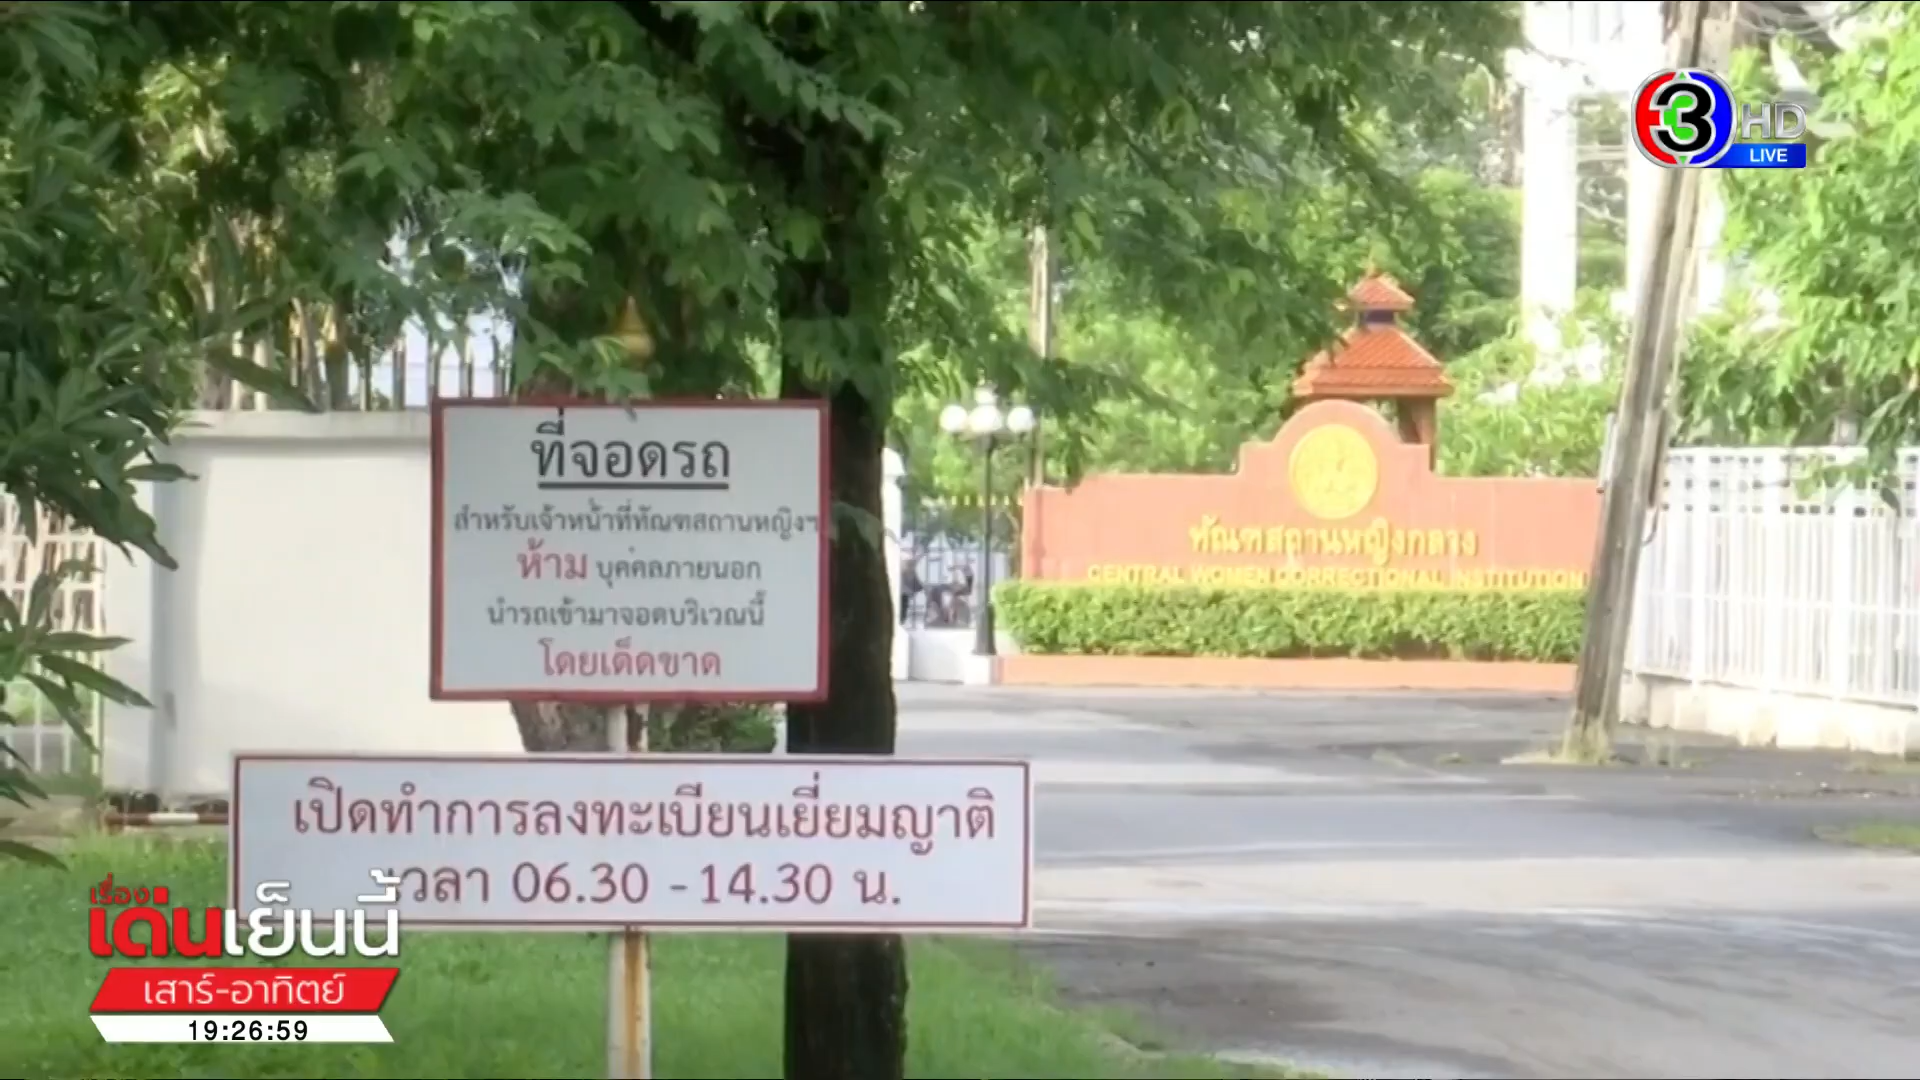 3 HD
LIVE
ที่จอดรถ
สำหรับเจ้าหน้าที่ทัณฑสถานหญิงฯ
ห้าม บุคคลภายนอก
นำรถเข้ามาจอดบริเวณนี้
โดยเด็ดขาด
ทัณฑสถานหญิงกลาง
CENTRAL WOMEN CORRECTIONAL INSTITUTION
เปิดทำการลงทะเบียนเยี่ยมญาติ
เวลา 06.30 - 14.30 น.
เรื่อง
เด่นเย็นนี้
เสาร์-อาทิตย์
19:26:59